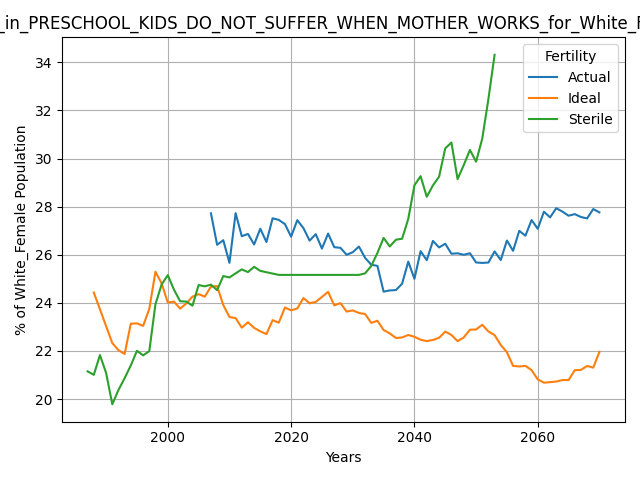 _in_PRESCHOOL_KIDS_DO_NOT_SUFFER_WHEN_MOTHER_WORKS_for_White_
Fertility
Actual
Ideal
Sterile
% of White_Female Population
34
32
30
28
26
24
22
20
2000
2020
2040
2060
Years